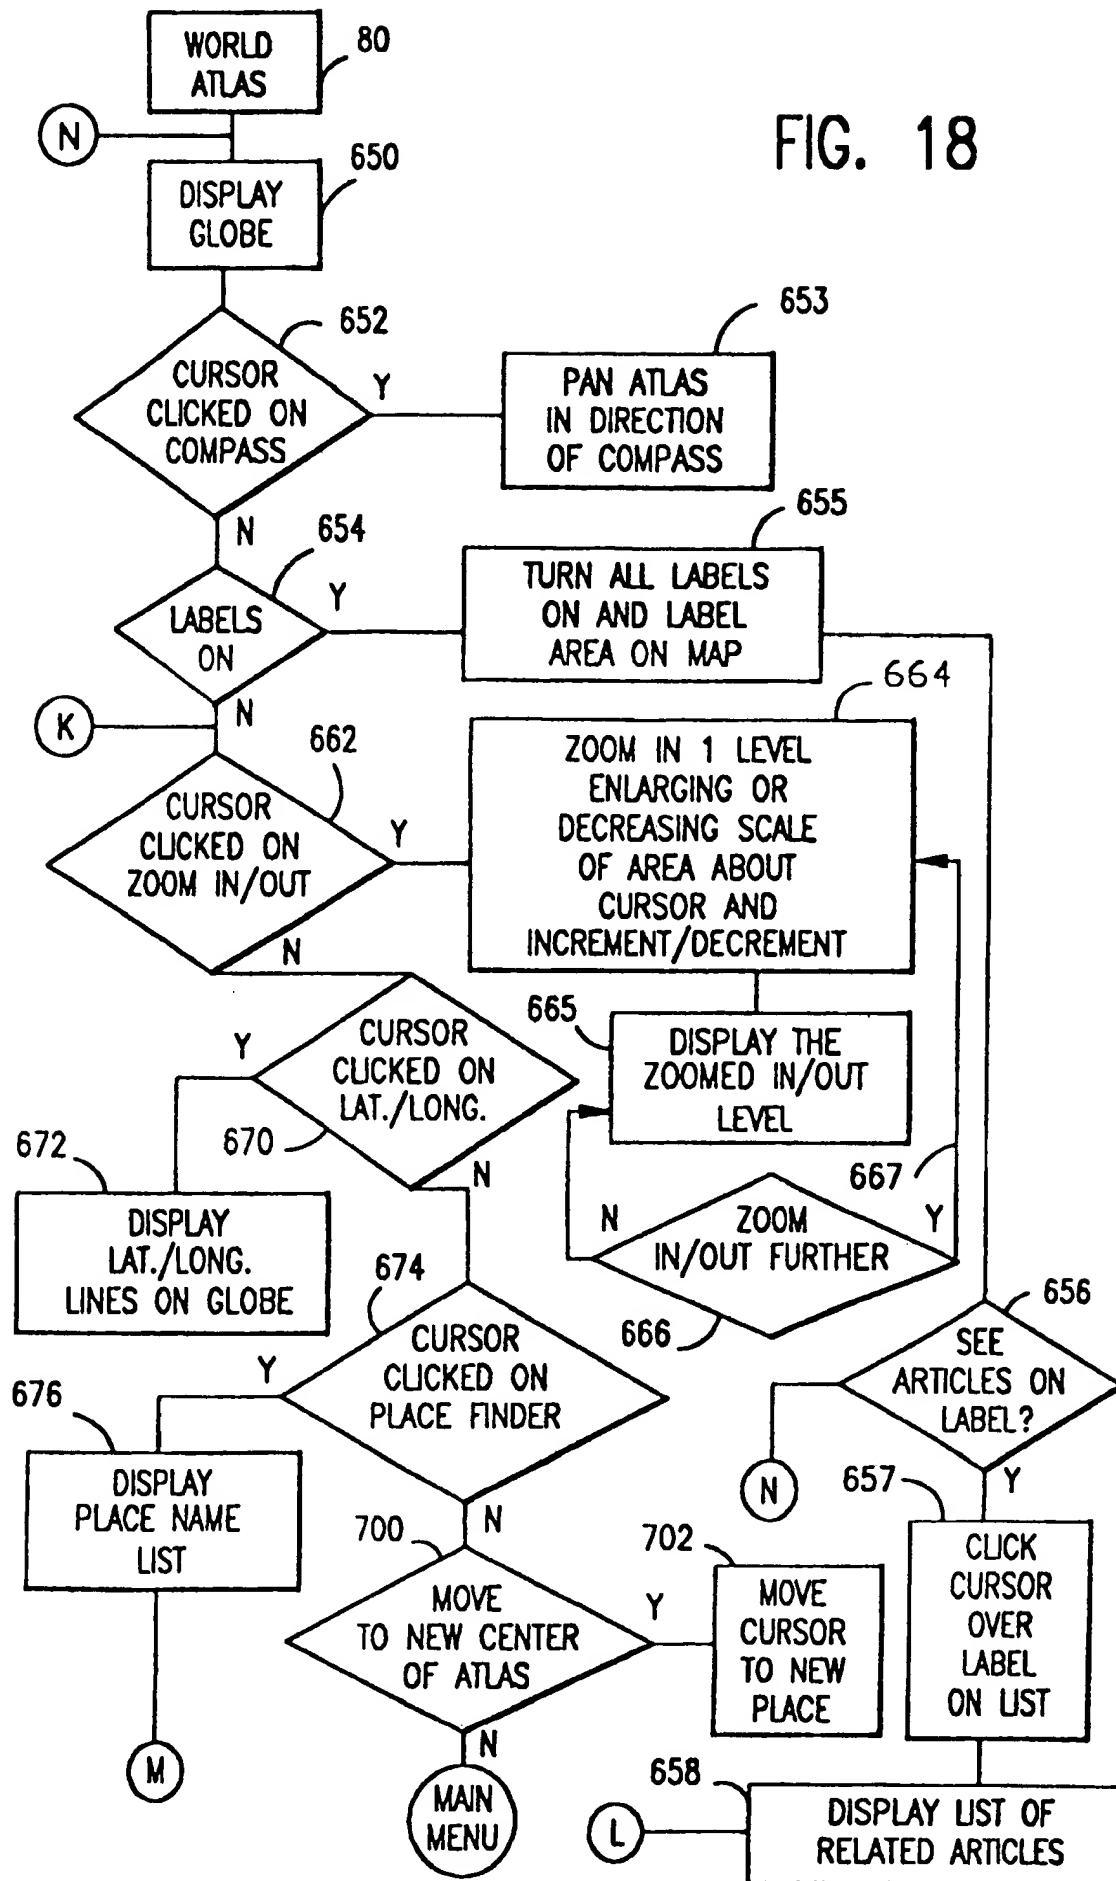 WORLD
ATLAS
80
N
FIG. 18
650
DISPLAY
GLOBE
652
653
CURSOR
CLICKED ON
COMPASS
Y
PAN ATLAS
IN DIRECTION
OF COMPASS
N
654
655
LABELS
ON
Y
TURN ALL LABELS
ON AND LABEL
AREA ON MAP
N
K
662
664
CURSOR
CLICKED ON
ZOOM IN/OUT
Y
ZOOM IN 1 LEVEL
ENLARGING OR
DECREASING SCALE
OF AREA ABOUT
CURSOR AND
INCREMENT/DECREMENT
N
665
Y
CURSOR
CLICKED ON
LAT./LONG.
DISPLAY THE
ZOOMED IN/OUT
LEVEL
670
672
N
667
DISPLAY
LAT./LONG.
LINES ON GLOBE
N
ZOOM
IN/OUT FURTHER
Y
666
674
656
Y
CURSOR
CLICKED ON
PLACE FINDER
SEE
ARTICLES ON
LABEL?
676
N
Y
657
DISPLAY
PLACE NAME
LIST
N
700
702
CLICK
CURSOR
OVER
LABEL
ON LIST
MOVE
TO NEW CENTER
OF ATLAS
Y
MOVE
CURSOR
TO NEW
PLACE
M
N
MAIN
MENU
658
L
DISPLAY LIST OF
RELATED ARTICLES